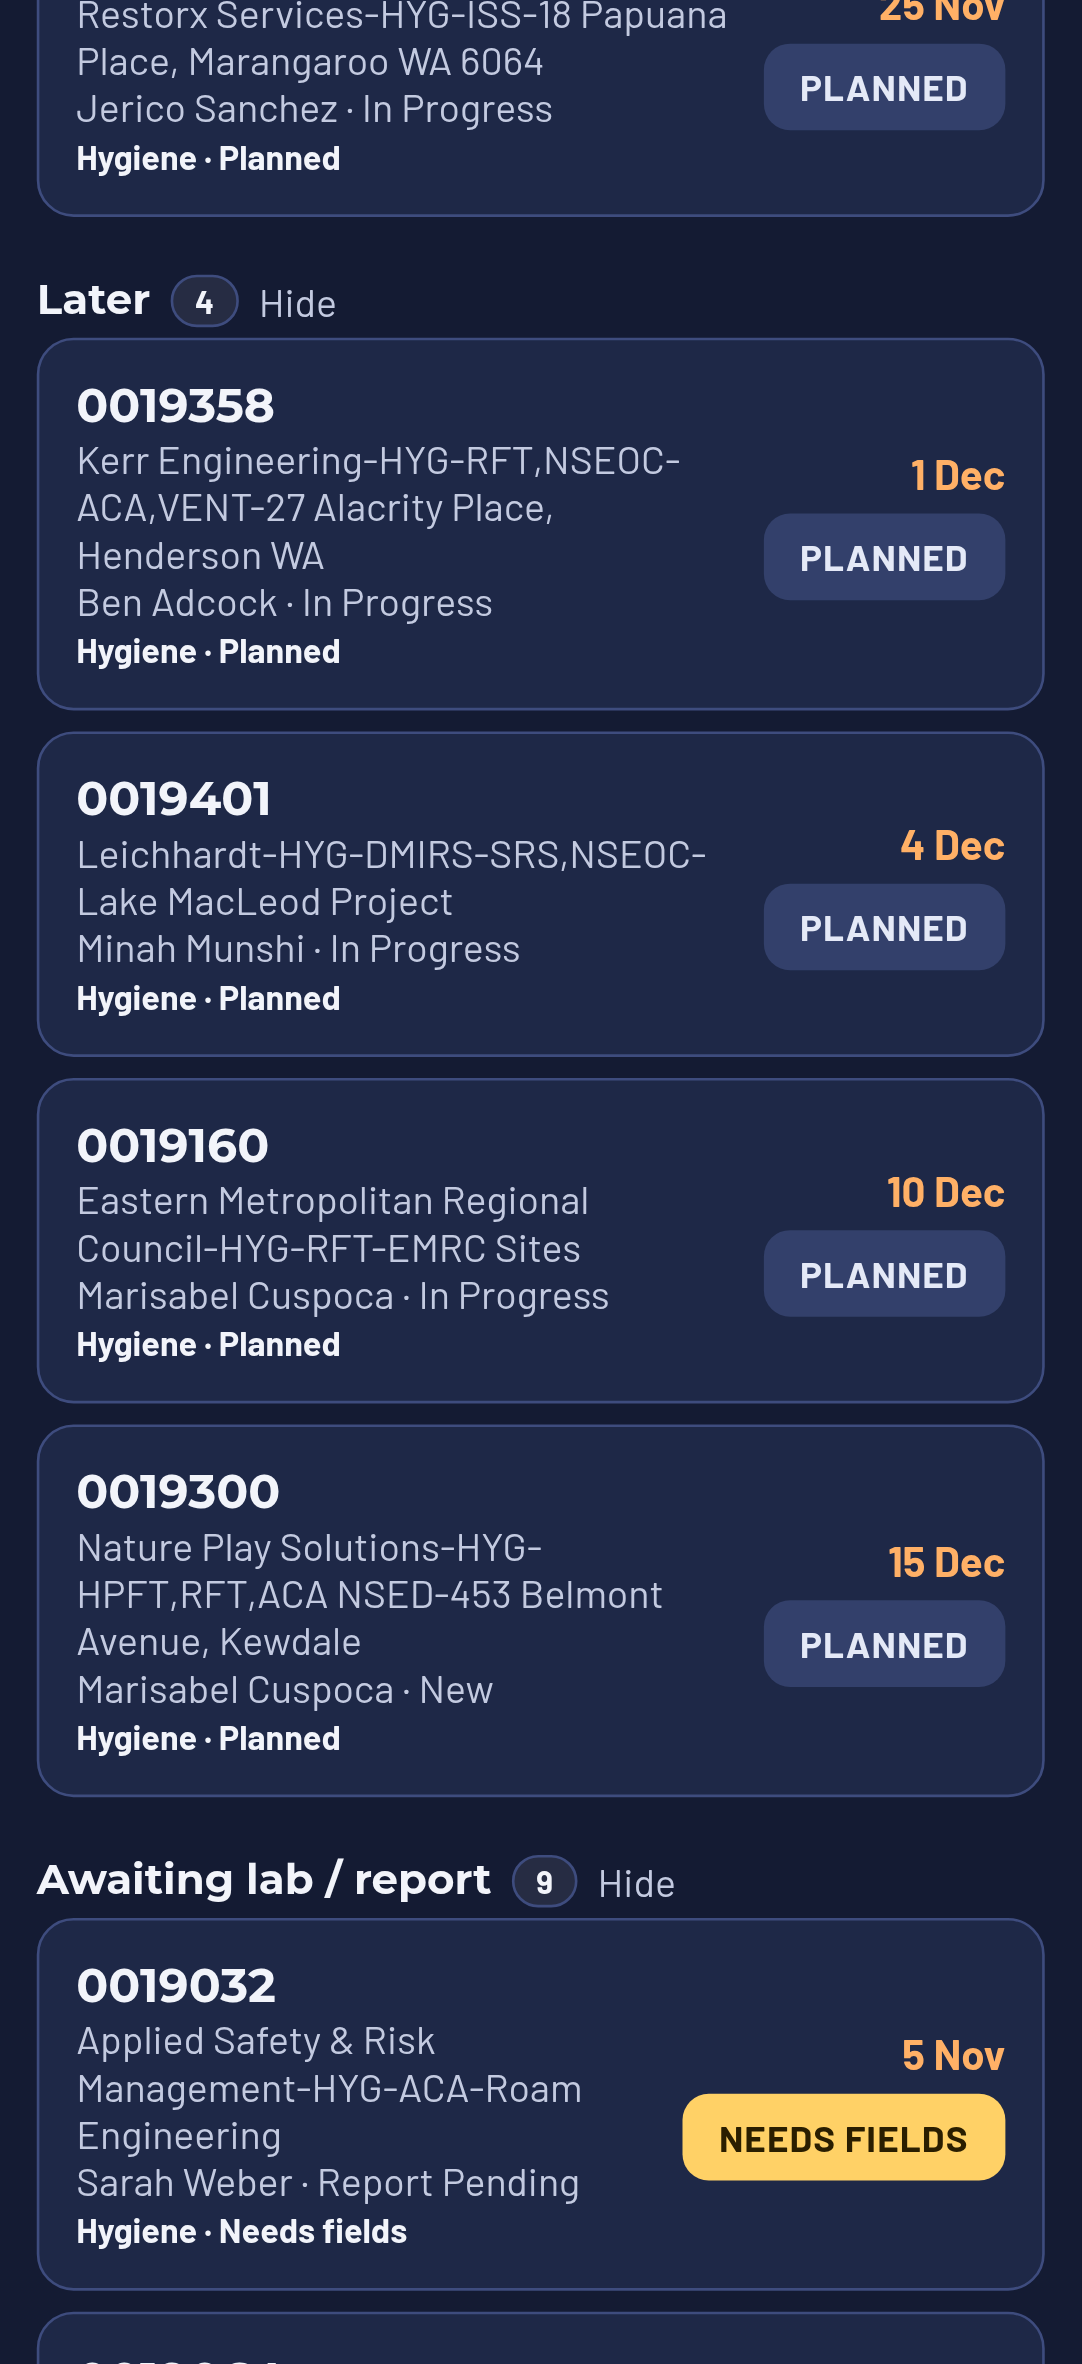 Restorx Services-HYG-ISS-18 Papuana
Place, Marangaroo WA 6064
Jerico Sanchez · In Progress
Hygiene · Planned
25 Nov
PLANNED
Later 4 Hide
0019358
Kerr Engineering-HYG-RFT,NSEOC-
ACA,VENT-27 Alacrity Place,
Henderson WA
Ben Adcock · In Progress
Hygiene · Planned
1 Dec
PLANNED
0019401
Leichhardt-HYG-DMIRS-SRS,NSEOC-
Lake MacLeod Project
Minah Munshi · In Progress
Hygiene · Planned
4 Dec
PLANNED
0019160
Eastern Metropolitan Regional
Council-HYG-RFT-EMRC Sites
Marisabel Cuspoca · In Progress
Hygiene · Planned
10 Dec
PLANNED
0019300
Nature Play Solutions-HYG-
HPFT,RFT,ACA NSED-453 Belmont
Avenue, Kewdale
Marisabel Cuspoca · New
Hygiene · Planned
15 Dec
PLANNED
Awaiting lab / report 9 Hide
0019032
Applied Safety & Risk
Management-HYG-ACA-Roam
Engineering
Sarah Weber · Report Pending
Hygiene · Needs fields
5 Nov
NEEDS FIELDS